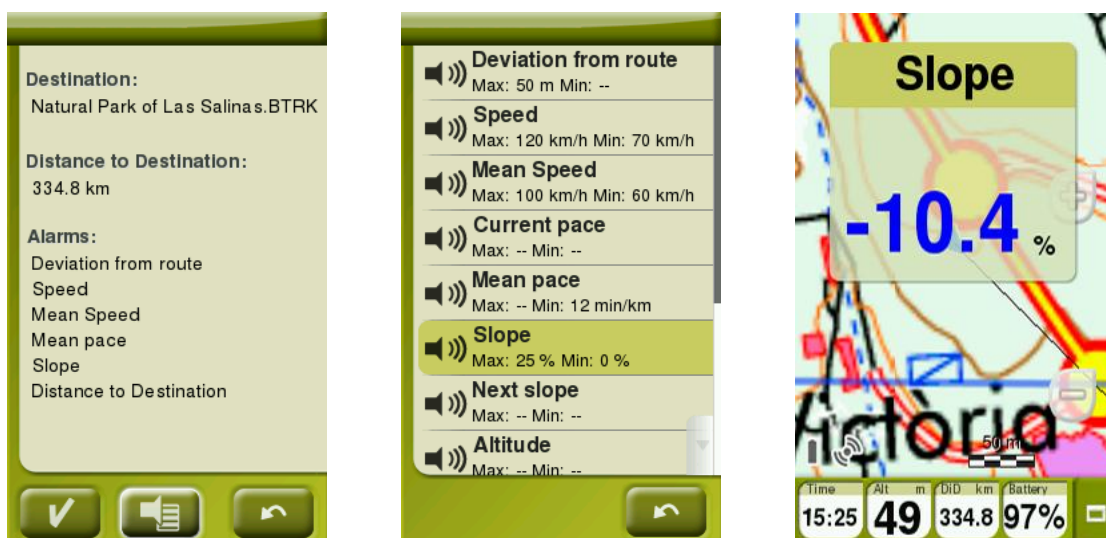 Destination:
Natural Park of Las Salinas.BTRK
Distance to Destination:
334.8 km
Alarms:
Deviation from route
Speed
Mean Speed
Mean pace
Slope
Distance to Destination
Deviation from route
Max: 50 m Min: --
Speed
Max: 120 km/h Min: 70 km/h
Mean Speed
Max: 100 km/h Min: 60 km/h
Current pace
Max: -- Min: --
Mean pace
Max: -- Min: 12 min/km
Slope
Max: 25 % Min: 0 %
Next slope
Max: -- Min: --
Altitude
Max: -- Min: --
Slope
-10.4 %
Victòria
50 m
Time
15:25
Alt m
49
DiD km
334.8
Battery
97%